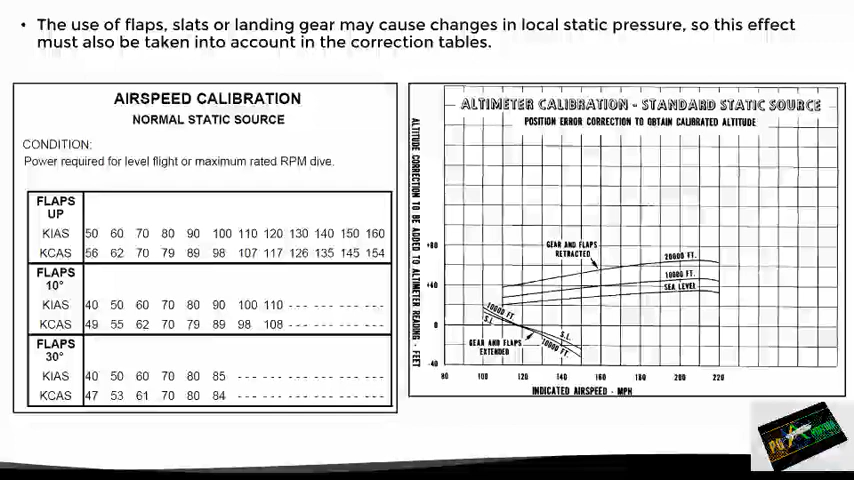 • The use of flaps, slats or landing gear may cause changes in local static pressure, so this effect
must also be taken into account in the correction tables.
AIRSPEED CALIBRATION
NORMAL STATIC SOURCE
CONDITION:
Power required for level flight or maximum rated RPM dive.
FLAPS
UP
KIAS 50 60 70 80 90 100 110 120 130 140 150 160
KCAS 56 62 70 79 89 98 107 117 126 135 145 154
FLAPS
10°
KIAS 40 50 60 70 80 90 100 110 - - - - - - - - - - - -
KCAS 49 55 62 70 79 89 98 108 - - - - - - - - - - - -
FLAPS
30°
KIAS 40 50 60 70 80 85 - - - - - - - - - - - - - - - - - -
KCAS 47 53 61 70 80 84 - - - - - - - - - - - - - - - - - -
ALTIMETER CALIBRATION - STANDARD STATIC SOURCE
POSITION ERROR CORRECTION TO OBTAIN CALIBRATED ALTITUDE
ALTITUDE CORRECTION TO BE ADDED TO ALTIMETER READING - FEET
+80
+40
0
-40
GEAR AND FLAPS
RETRACTED
20000 FT.
10000 FT.
SEA LEVEL
10000 FT.
S.L.
S.L.
10000 FT.
GEAR AND FLAPS
EXTENDED
80 100 120 140 160 180 200 220
INDICATED AIRSPEED - MPH